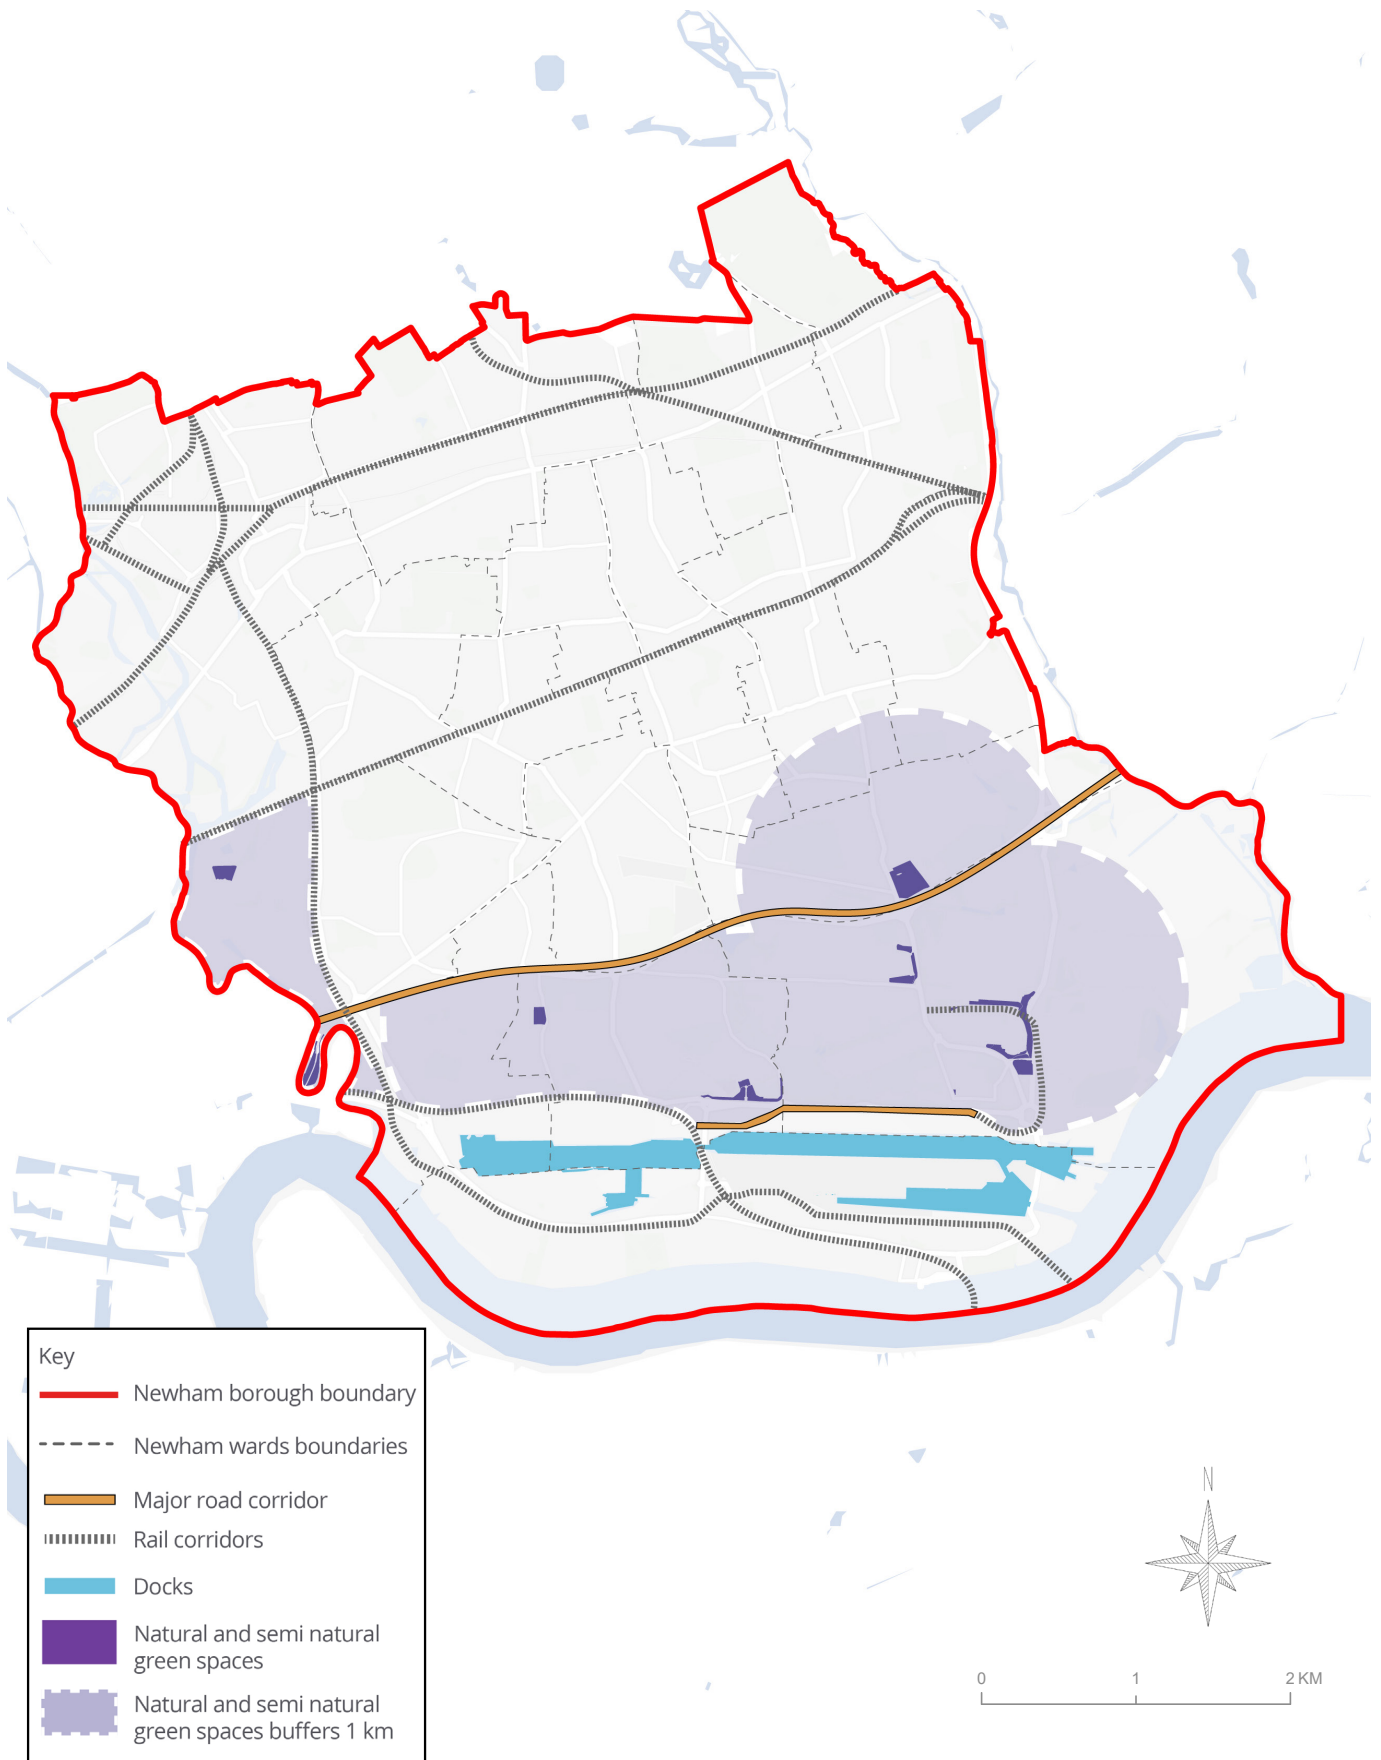 Key
Newham borough boundary
Newham wards boundaries
Major road corridor
Rail corridors
Docks
Natural and semi natural
green spaces
Natural and semi natural
green spaces buffers 1 km
N
0 1 2 KM